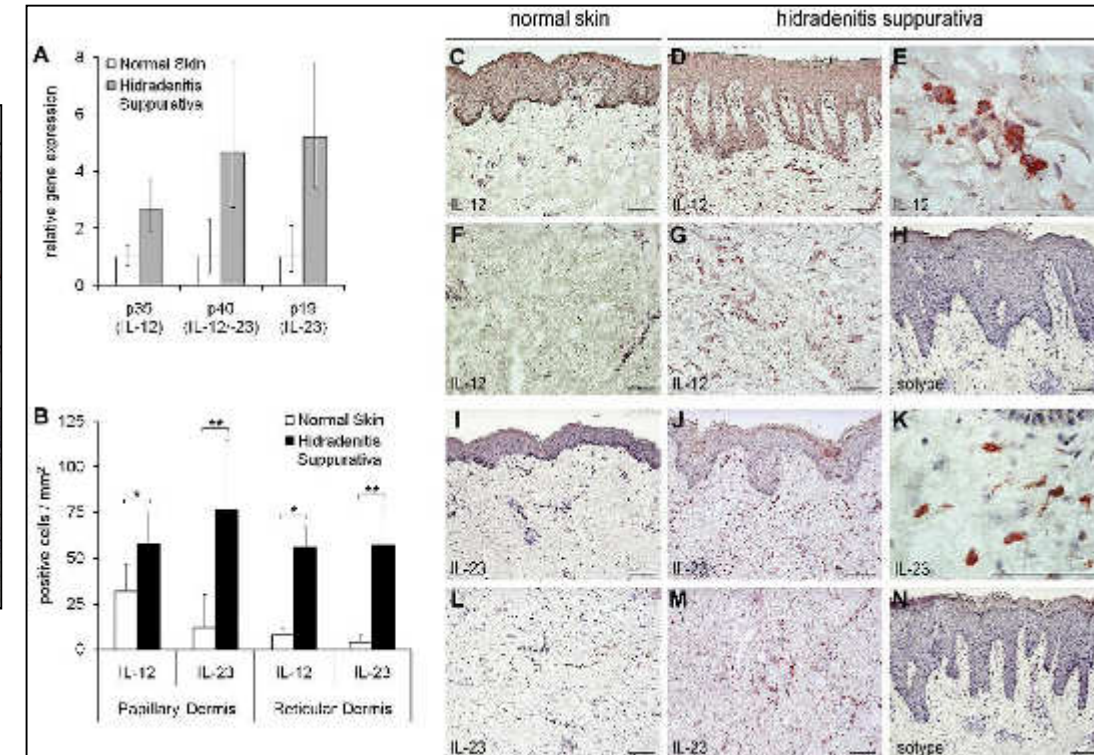 normal skin
hidradenitis suppurativa
A
8
6
4
2
0
relative gene expression
Normal Skin
Hidradenitis
Suppurativa
p35
(IL-12)
p40
(IL-12/-23)
p19
(IL-23)
B
125
100
75
50
25
0
positive cells / mm²
Normal Skin
Hidradenitis
Suppurativa
*
**
*
**
IL-12
IL-23
IL-12
IL-23
Papillary Dermis
Reticular Dermis
C
IL-12
D
IL-12
E
IL-12
F
IL-12
G
IL-12
H
isotype
I
IL-23
J
IL-23
K
IL-23
L
IL-23
M
IL-23
N
isotype